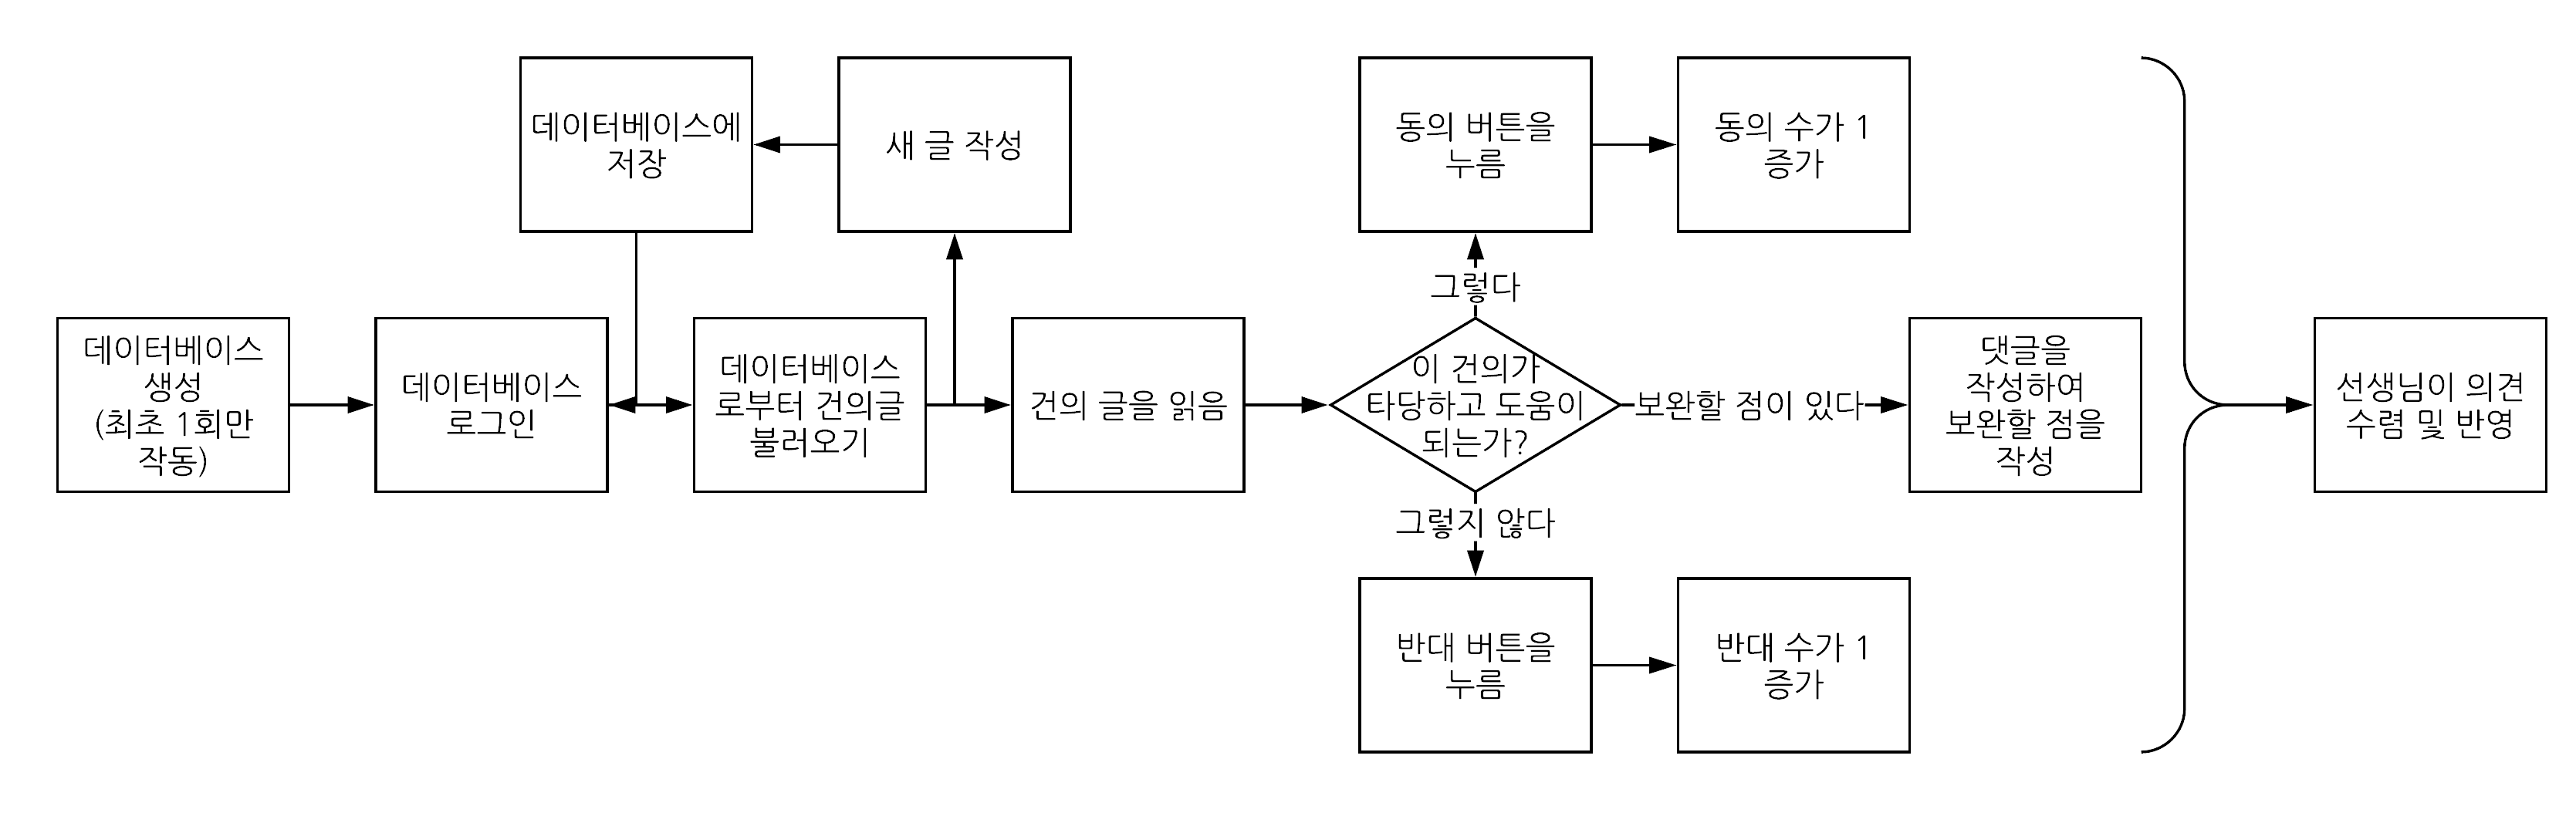 데이터베이스에
저장
새 글 작성
동의 버튼을
누름
동의 수가 1
증가
그렇다
데이터베이스
생성
(최초 1회만
작동)
데이터베이스
로그인
데이터베이스
로부터 건의글
불러오기
건의 글을 읽음
이 건의가
타당하고 도움이
되는가?
보완할 점이 있다
댓글을
작성하여
보완할 점을
작성
선생님이 의견
수렴 및 반영
그렇지 않다
반대 버튼을
누름
반대 수가 1
증가